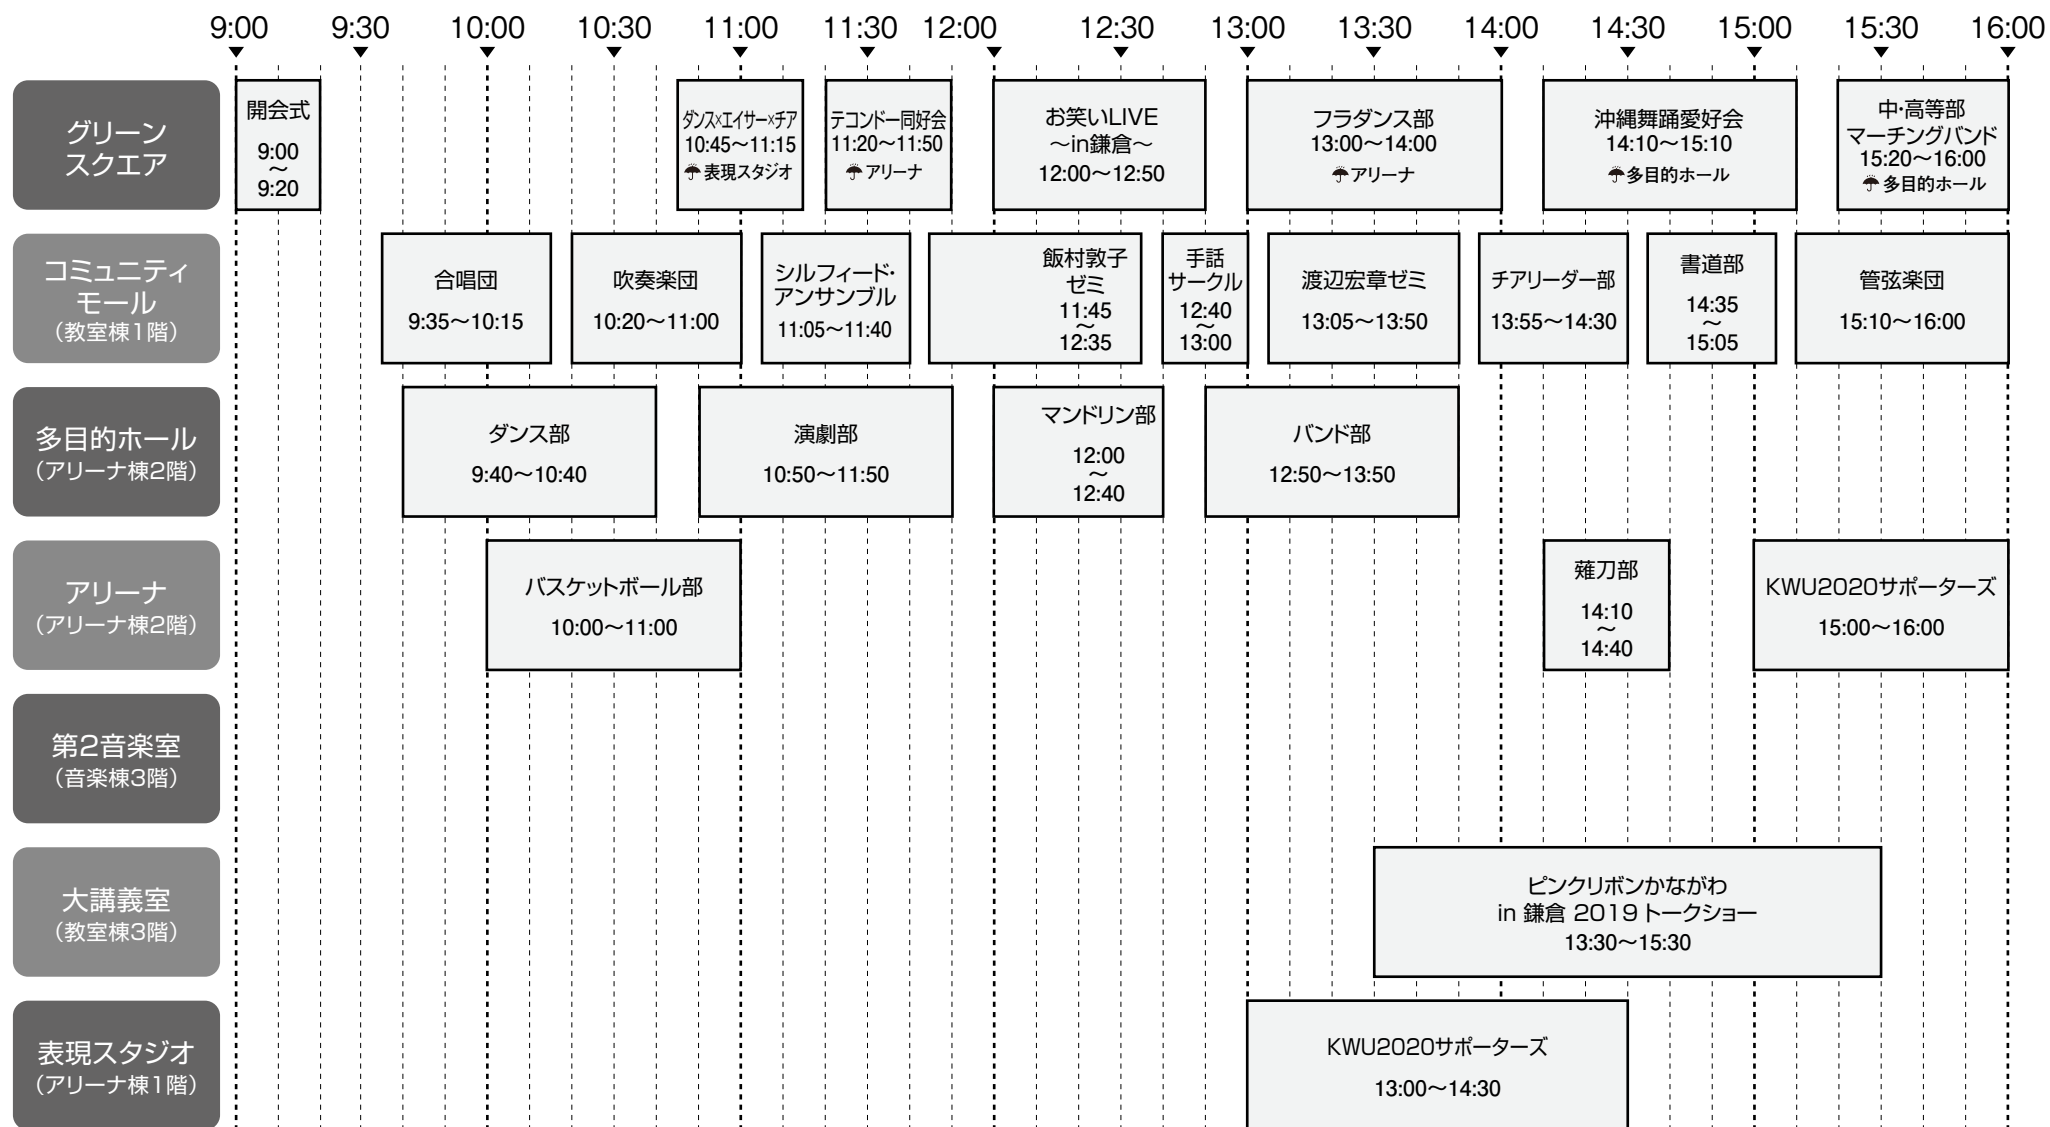 9:00 9:30 10:00 10:30 11:00 11:30 12:00 12:30 13:00 13:30 14:00 14:30 15:00 15:30 16:00
グリーン
スクエア
開会式
9:00
〜
9:20
ダンス×エイサー×チア
10:45〜11:15
☂表現スタジオ
テコンドー同好会
11:20〜11:50
☂アリーナ
お笑いLIVE
〜in鎌倉〜
12:00〜12:50
フラダンス部
13:00〜14:00
☂アリーナ
沖縄舞踊愛好会
14:10〜15:10
☂多目的ホール
中・高等部
マーチングバンド
15:20〜16:00
☂多目的ホール
コミュニティ
モール
（教室棟1階）
合唱団
9:35〜10:15
吹奏楽団
10:20〜11:00
シルフィード・
アンサンブル
11:05〜11:40
飯村敦子
ゼミ
11:45
〜
12:35
手話
サークル
12:40
〜
13:00
渡辺宏章ゼミ
13:05〜13:50
チアリーダー部
13:55〜14:30
書道部
14:35
〜
15:05
管弦楽団
15:10〜16:00
多目的ホール
（アリーナ棟2階）
ダンス部
9:40〜10:40
演劇部
10:50〜11:50
マンドリン部
12:00
〜
12:40
バンド部
12:50〜13:50
アリーナ
（アリーナ棟2階）
バスケットボール部
10:00〜11:00
薙刀部
14:10
〜
14:40
KWU2020サポーターズ
15:00〜16:00
第2音楽室
（音楽棟3階）
大講義室
（教室棟3階）
ピンクリボンかながわ
in 鎌倉 2019トークショー
13:30〜15:30
表現スタジオ
（アリーナ棟1階）
KWU2020サポーターズ
13:00〜14:30